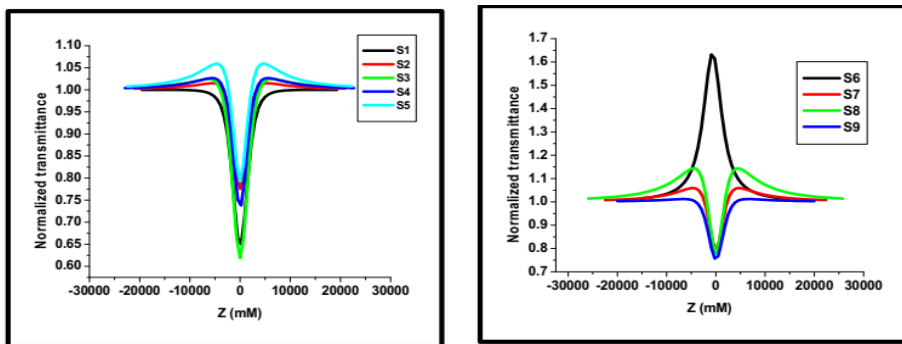 1.10
1.05
1.00
0.95
0.90
0.85
0.80
0.75
0.70
0.65
0.60
Normalized transmittance
S1
S2
S3
S4
S5
-30000 -20000 -10000 0 10000 20000 30000
Z (mM)
1.7
1.6
1.5
1.4
1.3
1.2
1.1
1.0
0.9
0.8
0.7
Normalized transmittance
S6
S7
S8
S9
-30000 -20000 -10000 0 10000 20000 30000
Z (mM)